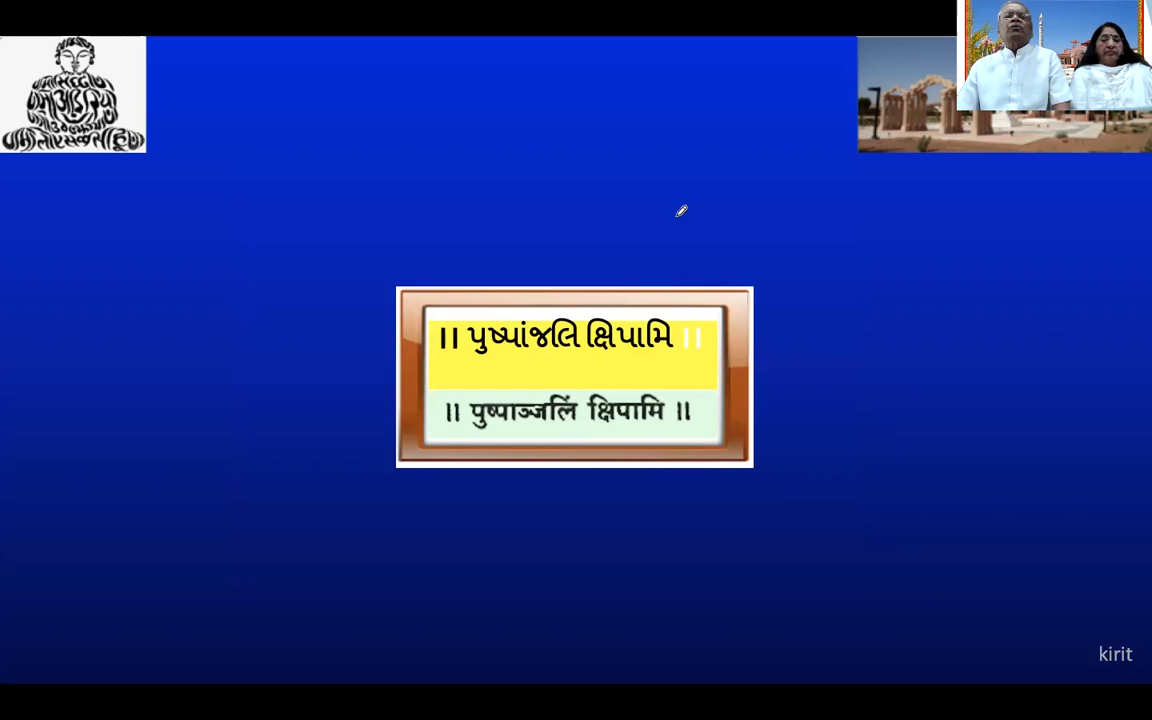 ।। પુષ્પાંજલિ ક્ષિપામિ ।।
।। पुष्पाञ्जलिं क्षिपामि ।।
kirit